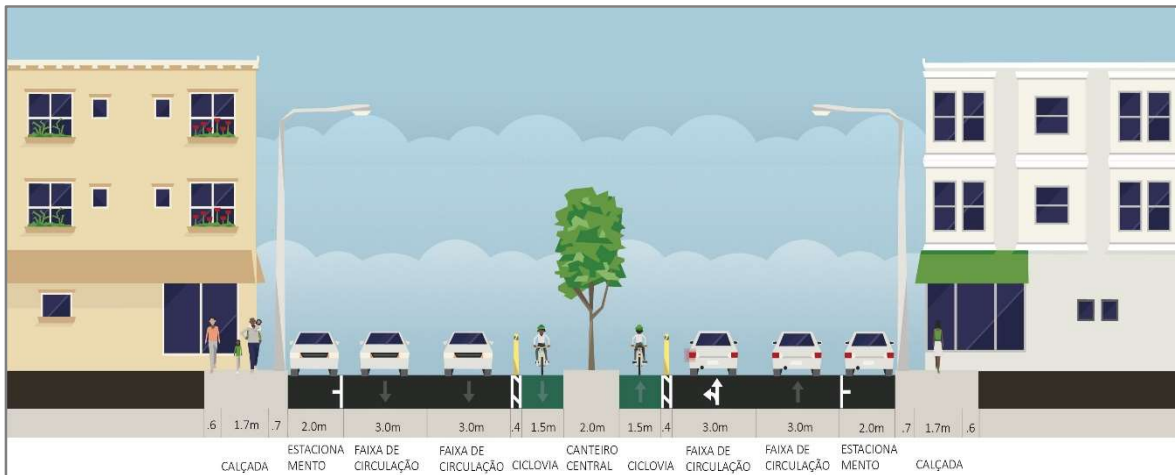 .6 1.7m .7 2.0m 3.0m 3.0m .4 1.5m 2.0m 1.5m .4 3.0m 3.0m 2.0m .7 1.7m .6
CALÇADA
ESTACIONA
MENTO
FAIXA DE
CIRCULAÇÃO
FAIXA DE
CIRCULAÇÃO
CICLOVIA
CANTEIRO
CENTRAL
CICLOVIA
FAIXA DE
CIRCULAÇÃO
FAIXA DE
CIRCULAÇÃO
ESTACIONA
MENTO
CALÇADA